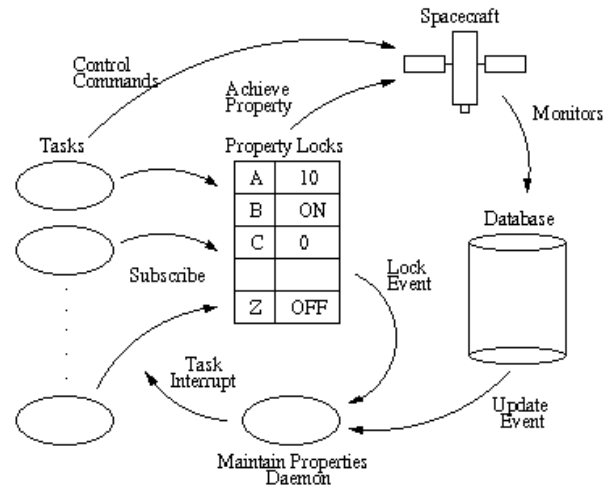 Spacecraft
Control
Commands
Achieve
Property
Monitors
Tasks
Property Locks
A 10
B ON
C 0
Z OFF
Database
Subscribe
Lock
Event
Task
Interrupt
Update
Event
Maintain Properties
Daemon